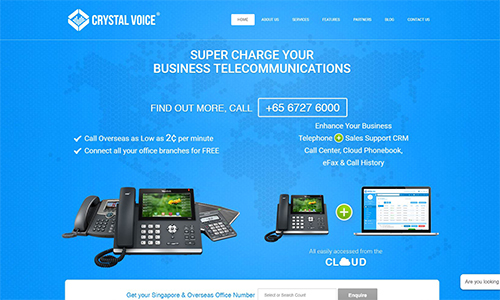 CRYSTAL VOICE
HOME ABOUT US SERVICES FEATURES PARTNERS BLOG CONTACT US
SUPER CHARGE YOUR
BUSINESS TELECOMMUNICATIONS
FIND OUT MORE, CALL +65 6727 6000
Call Overseas as Low as 2¢ per minute
Connect all your office branches for FREE
Enhance Your Business
Telephone + Sales Support CRM
Call Center, Cloud Phonebook,
eFax & Call History
+
All easily accessed from the
CLOUD
Are you looking
Get your Singapore & Overseas Office Number Select or Search Count Enquire